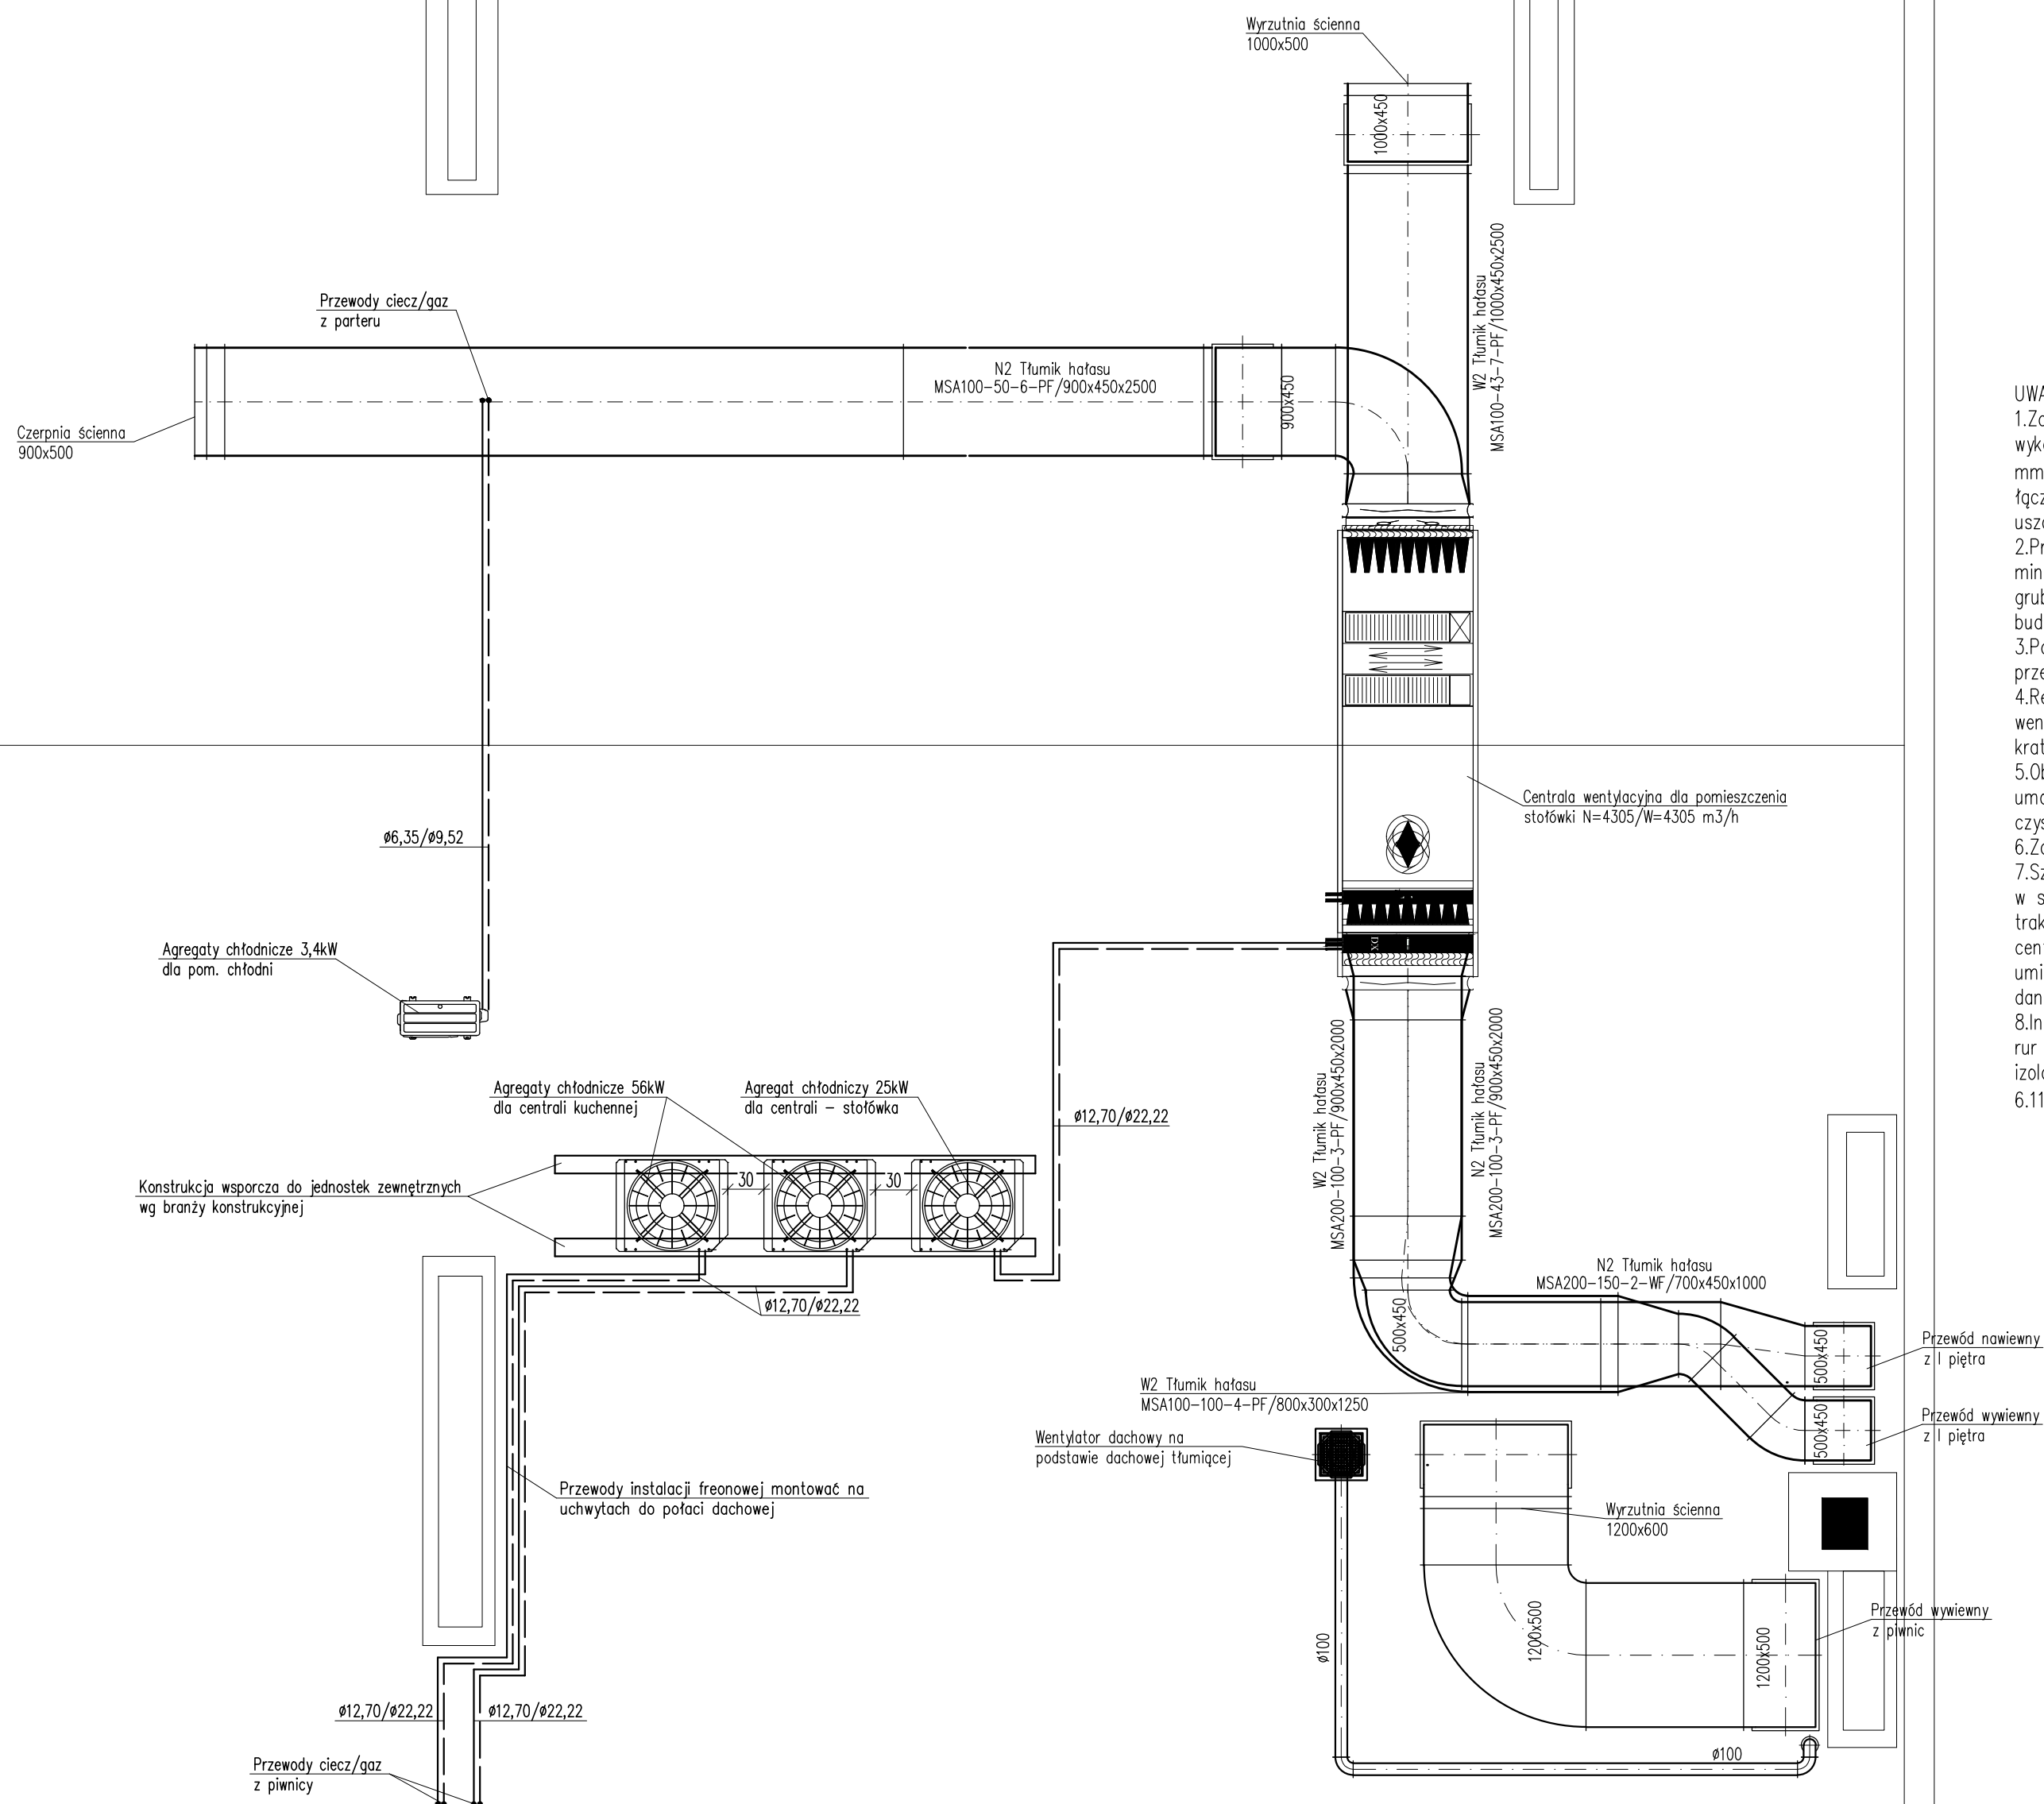 Wyrzutnia ścienna
1000x500
1000x450
W2 Tłumik hałasu
MSA100-43-7-PF/1000x450x2500
Przewody ciecz/gaz
z parteru
N2 Tłumik hałasu
MSA100-50-6-PF/900x450x2500
900x450
Czerpnia ścienna
900x500
Centrala wentylacyjna dla pomieszczenia
stołówki N=4305/W=4305 m3/h
ø6,35/ø9,52
Agregaty chłodnicze 3,4kW
dla pom. chłodni
DX
W2 Tłumik hałasu
MSA200-100-3-PF/900x450x2000
N2 Tłumik hałasu
MSA200-100-3-PF/900x450x2000
Agregaty chłodnicze 56kW
dla centrali kuchennej
Agregat chłodniczy 25kW
dla centrali – stołówka
ø12,70/ø22,22
30
30
Konstrukcja wsporcza do jednostek zewnętrznych
wg branży konstrukcyjnej
ø12,70/ø22,22
N2 Tłumik hałasu
MSA200-150-2-WF/700x450x1000
500x450
500x450
Przewód nawiewny
z I piętra
W2 Tłumik hałasu
MSA100-100-4-PF/800x300x1250
500x450
Przewód wywiewny
z I piętra
Wentylator dachowy na
podstawie dachowej tłumiącej
Przewody instalacji freonowej montować na
uchwytach do połaci dachowej
Wyrzutnia ścienna
1200x600
ø100
1200x500
1200x500
Przewód wywiewny
z piwnic
ø12,70/ø22,22
ø12,70/ø22,22
ø100
Przewody ciecz/gaz
z piwnicy
UWA
1.Za
wyko
mm
łącz
uszc
2.Pr
min
grub
bud
3.Po
prze
4.Re
wen
krat
5.Ob
umo
czys
6.Za
7.Sz
w s
trak
cent
umi
dan
8.In
rur
izolo
6.11